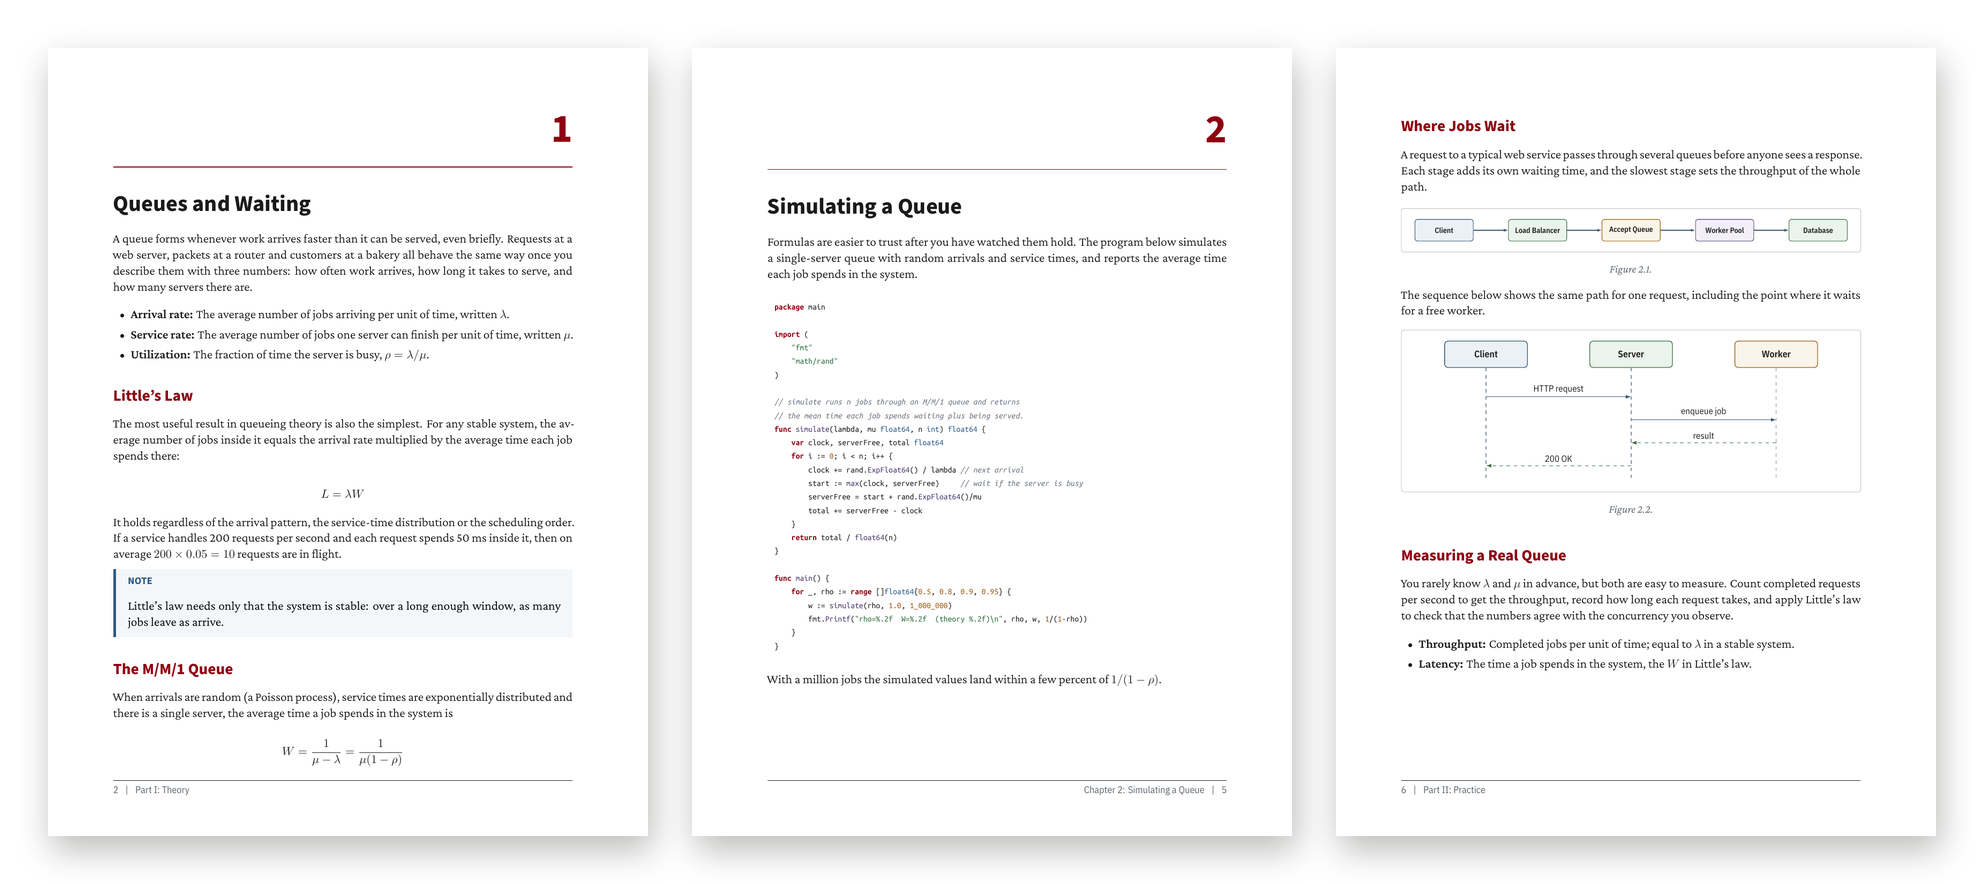 1
Queues and Waiting
A queue forms whenever work arrives faster than it can be served, even briefly. Requests at a
web server, packets at a router and customers at a bakery all behave the same way once you
describe them with three numbers: how often work arrives, how long it takes to serve, and
how many servers there are.
• Arrival rate: The average number of jobs arriving per unit of time, written λ.
• Service rate: The average number of jobs one server can finish per unit of time, written μ.
• Utilization: The fraction of time the server is busy, ρ = λ/μ.
Little's Law
The most useful result in queueing theory is also the simplest. For any stable system, the av-
erage number of jobs inside it equals the arrival rate multiplied by the average time each job
spends there:
L = λW
It holds regardless of the arrival pattern, the service-time distribution or the scheduling order.
If a service handles 200 requests per second and each request spends 50 ms inside it, then on
average 200 × 0.05 = 10 requests are in flight.
NOTE
Little's law needs only that the system is stable: over a long enough window, as many
jobs leave as arrive.
The M/M/1 Queue
When arrivals are random (a Poisson process), service times are exponentially distributed and
there is a single server, the average time a job spends in the system is
W = 1/(μ − λ) = 1/(μ(1 − ρ))
2 | Part I: Theory
2
Simulating a Queue
Formulas are easier to trust after you have watched them hold. The program below simulates
a single-server queue with random arrivals and service times, and reports the average time
each job spends in the system.
package main
import (
    "fmt"
    "math/rand"
)
// simulate runs n jobs through an M/M/1 queue and returns
// the mean time each job spends waiting plus being served.
func simulate(lambda, mu float64, n int) float64 {
    var clock, serverFree, total float64
    for i := 0; i < n; i++ {
        clock += rand.ExpFloat64() / lambda // next arrival
        start := max(clock, serverFree)     // wait if the server is busy
        serverFree = start + rand.ExpFloat64()/mu
        total += serverFree - clock
    }
    return total / float64(n)
}
func main() {
    for _, rho := range []float64{0.5, 0.8, 0.9, 0.95} {
        w := simulate(rho, 1.0, 1_000_000)
        fmt.Printf("rho=%.2f  W=%.2f  (theory %.2f)\n", rho, w, 1/(1-rho))
    }
}
With a million jobs the simulated values land within a few percent of 1/(1 − ρ).
Chapter 2: Simulating a Queue | 5
Where Jobs Wait
A request to a typical web service passes through several queues before anyone sees a response.
Each stage adds its own waiting time, and the slowest stage sets the throughput of the whole
path.
Client Load Balancer Accept Queue Worker Pool Database
Figure 2.1.
The sequence below shows the same path for one request, including the point where it waits
for a free worker.
Client Server Worker
HTTP request
enqueue job
result
200 OK
Figure 2.2.
Measuring a Real Queue
You rarely know λ and μ in advance, but both are easy to measure. Count completed requests
per second to get the throughput, record how long each request takes, and apply Little's law
to check that the numbers agree with the concurrency you observe.
• Throughput: Completed jobs per unit of time; equal to λ in a stable system.
• Latency: The time a job spends in the system, the W in Little's law.
6 | Part II: Practice